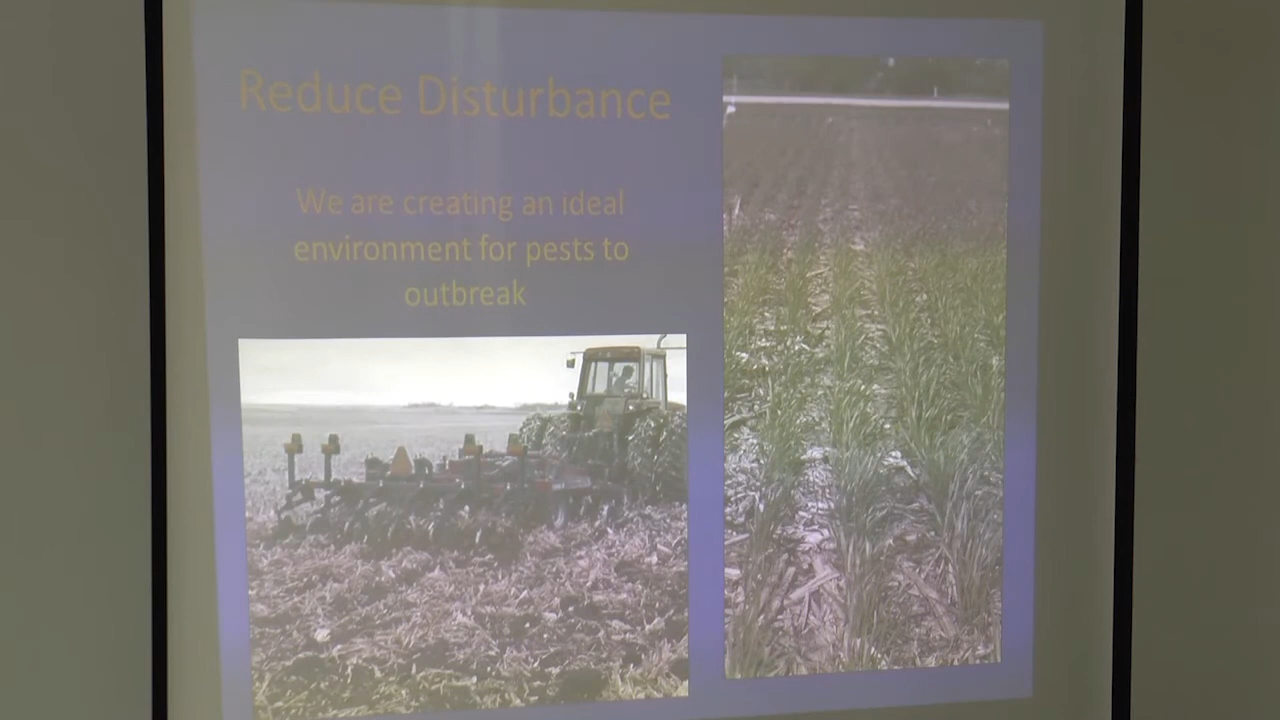 Reduce Disturbance
We are creating an ideal
environment for pests to
outbreak